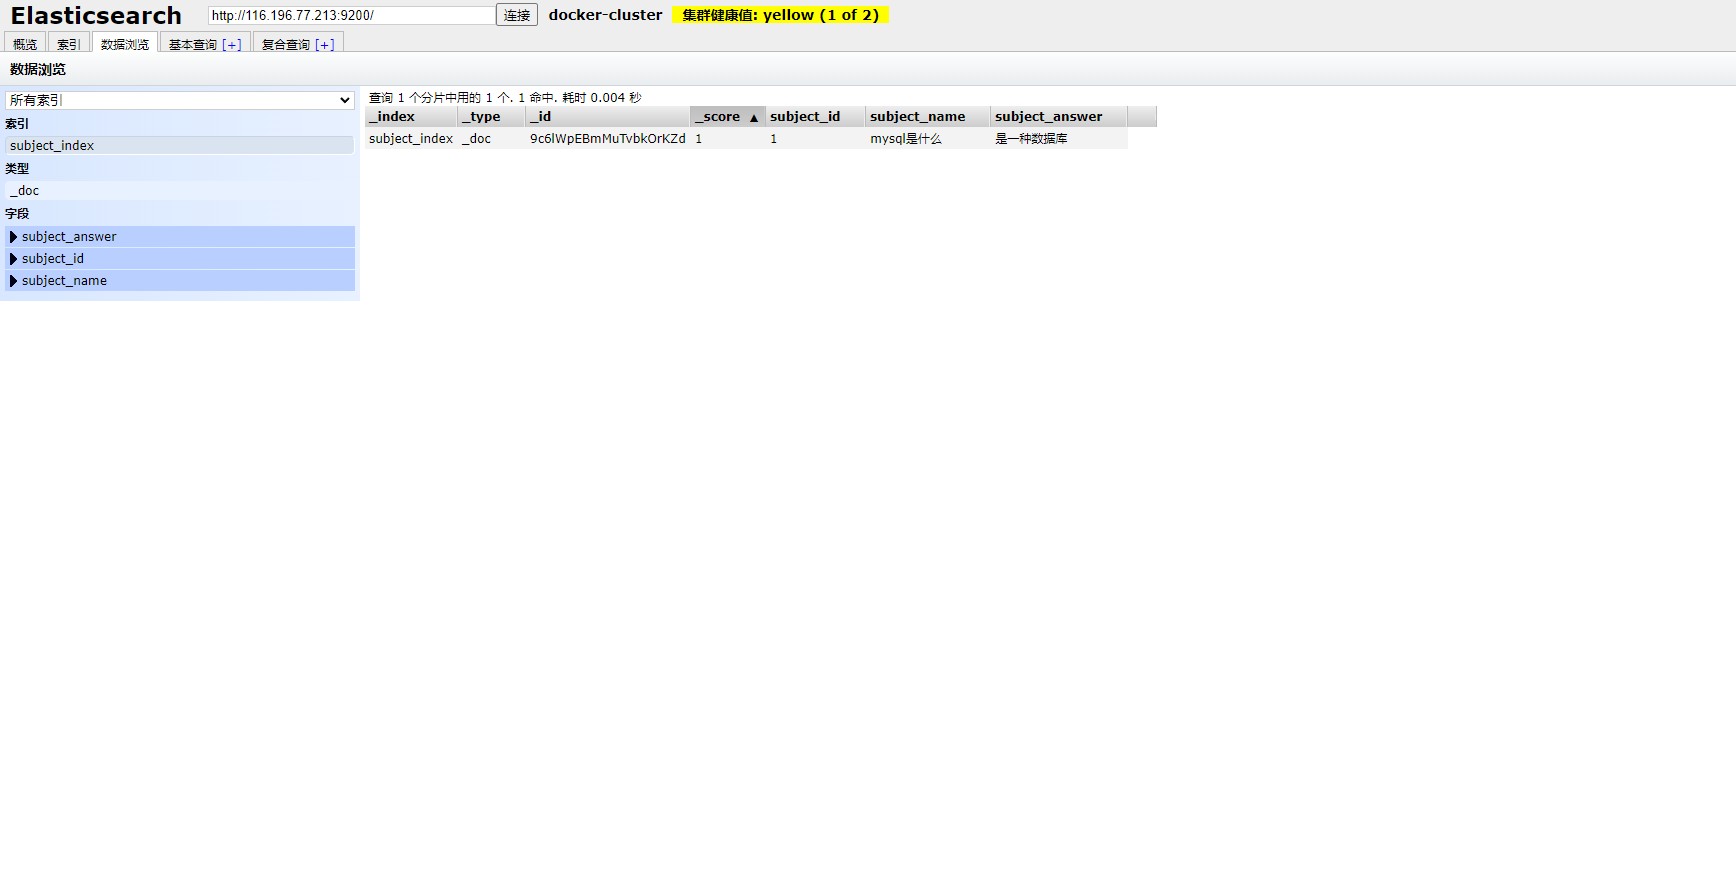 Elasticsearch http://116.196.77.213:9200/ 连接 docker-cluster 集群健康值: yellow (1 of 2)
概览 索引 数据浏览 基本查询 [+] 复合查询 [+]
数据浏览
所有索引
索引
subject_index
类型
_doc
字段
subject_answer
subject_id
subject_name
查询 1 个分片中用的 1 个. 1 命中. 耗时 0.004 秒
_index _type _id _score ▲ subject_id subject_name subject_answer
subject_index _doc 9c6lWpEBmMuTvbkOrKZd 1 1 mysql是什么 是一种数据库